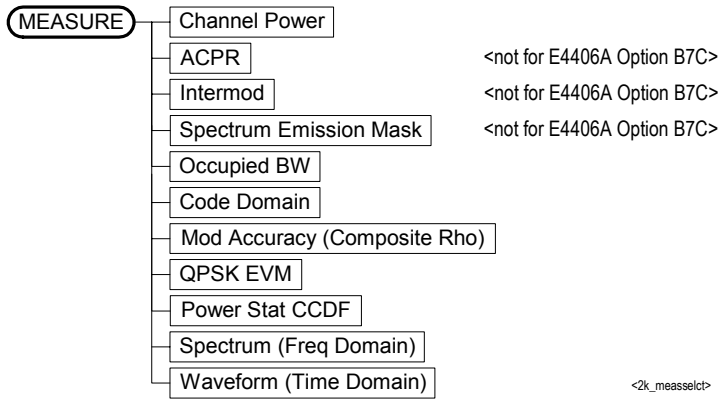 MEASURE
Channel Power
ACPR <not for E4406A Option B7C>
Intermod <not for E4406A Option B7C>
Spectrum Emission Mask <not for E4406A Option B7C>
Occupied BW
Code Domain
Mod Accuracy (Composite Rho)
QPSK EVM
Power Stat CCDF
Spectrum (Freq Domain)
Waveform (Time Domain) <2k_measselct>